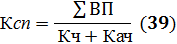 Ксп = ∑ ВП / (Кч + Кач) (39)